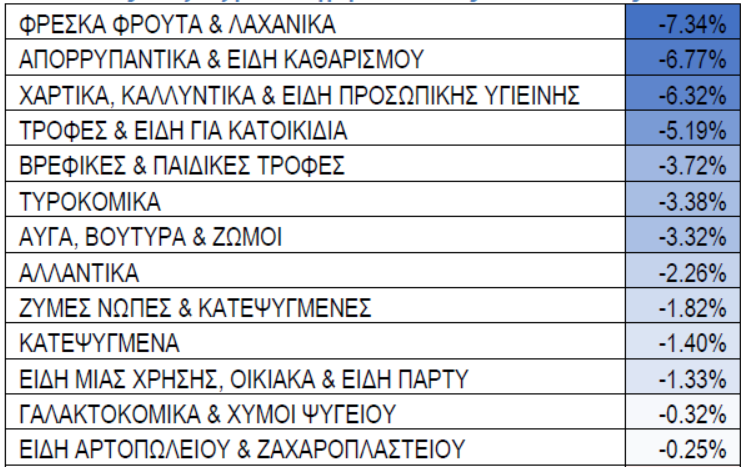 ΦΡΕΣΚΑ ΦΡΟΥΤΑ & ΛΑΧΑΝΙΚΑ -7.34%
ΑΠΟΡΡΥΠΑΝΤΙΚΑ & ΕΙΔΗ ΚΑΘΑΡΙΣΜΟΥ -6.77%
ΧΑΡΤΙΚΑ, ΚΑΛΛΥΝΤΙΚΑ & ΕΙΔΗ ΠΡΟΣΩΠΙΚΗΣ ΥΓΙΕΙΝΗΣ -6.32%
ΤΡΟΦΕΣ & ΕΙΔΗ ΓΙΑ ΚΑΤΟΙΚΙΔΙΑ -5.19%
ΒΡΕΦΙΚΕΣ & ΠΑΙΔΙΚΕΣ ΤΡΟΦΕΣ -3.72%
ΤΥΡΟΚΟΜΙΚΑ -3.38%
ΑΥΓΑ, ΒΟΥΤΥΡΑ & ΖΩΜΟΙ -3.32%
ΑΛΛΑΝΤΙΚΑ -2.26%
ΖΥΜΕΣ ΝΩΠΕΣ & ΚΑΤΕΨΥΓΜΕΝΕΣ -1.82%
ΚΑΤΕΨΥΓΜΕΝΑ -1.40%
ΕΙΔΗ ΜΙΑΣ ΧΡΗΣΗΣ, ΟΙΚΙΑΚΑ & ΕΙΔΗ ΠΑΡΤΥ -1.33%
ΓΑΛΑΚΤΟΚΟΜΙΚΑ & ΧΥΜΟΙ ΨΥΓΕΙΟΥ -0.32%
ΕΙΔΗ ΑΡΤΟΠΩΛΕΙΟΥ & ΖΑΧΑΡΟΠΛΑΣΤΕΙΟΥ -0.25%